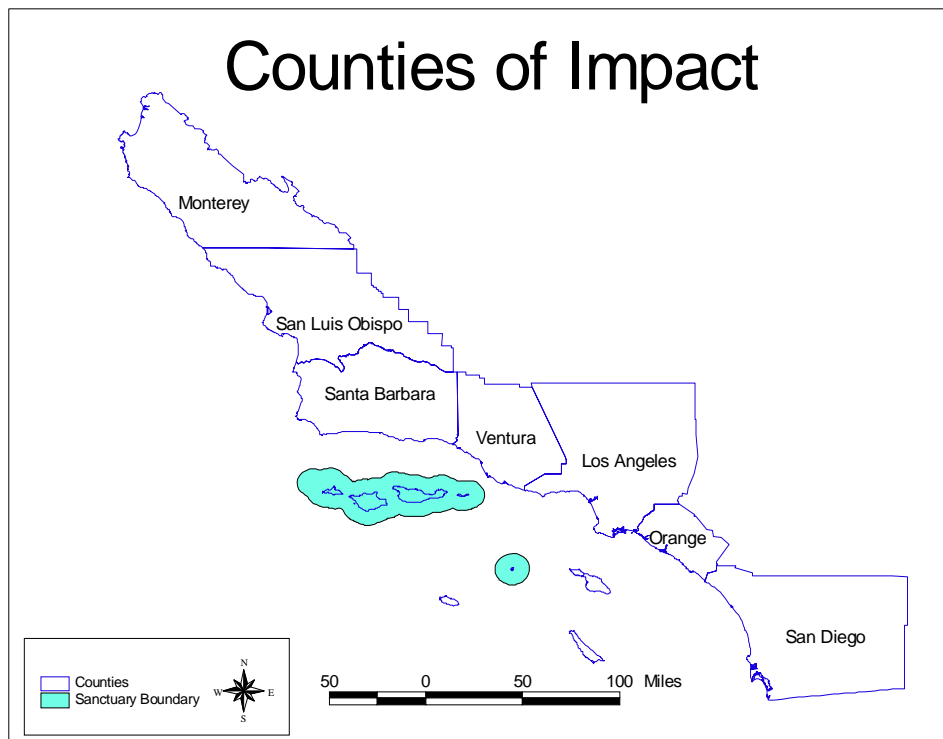 Counties of Impact
Monterey
San Luis Obispo
Santa Barbara
Ventura
Los Angeles
Orange
San Diego
Counties
Sanctuary Boundary
N
W E
S
50 0 50 100 Miles